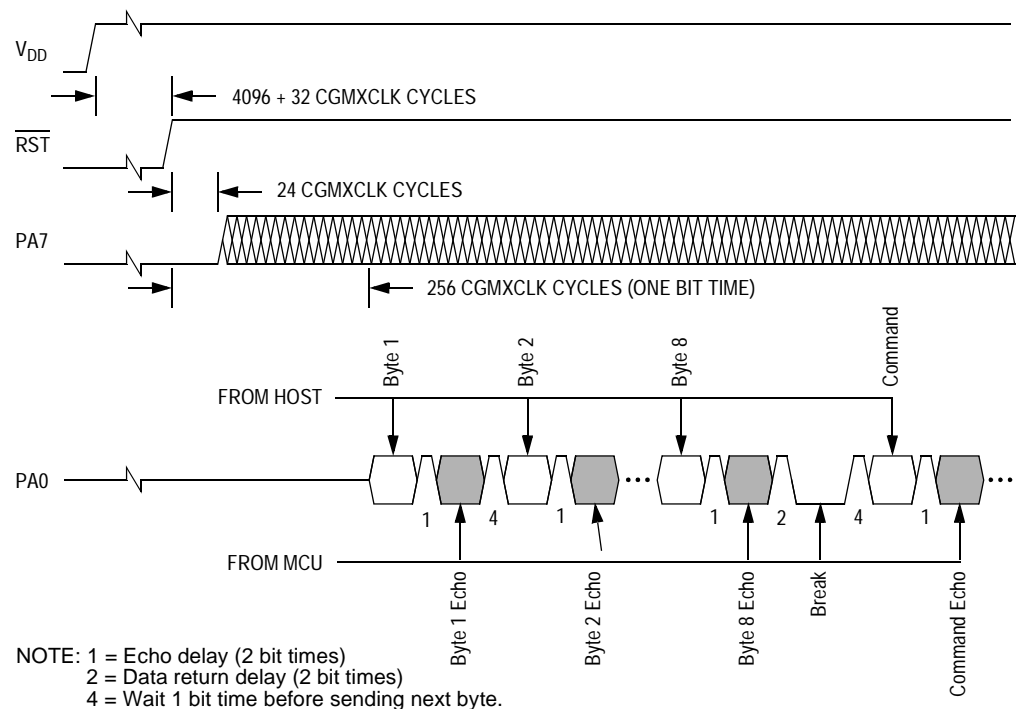 VDD
4096 + 32 CGMXCLK CYCLES
RST
24 CGMXCLK CYCLES
PA7
256 CGMXCLK CYCLES (ONE BIT TIME)
FROM HOST
Byte 1
Byte 2
Byte 8
Command
PA0
1
4
1
1
2
4
1
FROM MCU
Byte 1 Echo
Byte 2 Echo
Byte 8 Echo
Break
Command Echo
NOTE: 1 = Echo delay (2 bit times)
2 = Data return delay (2 bit times)
4 = Wait 1 bit time before sending next byte.